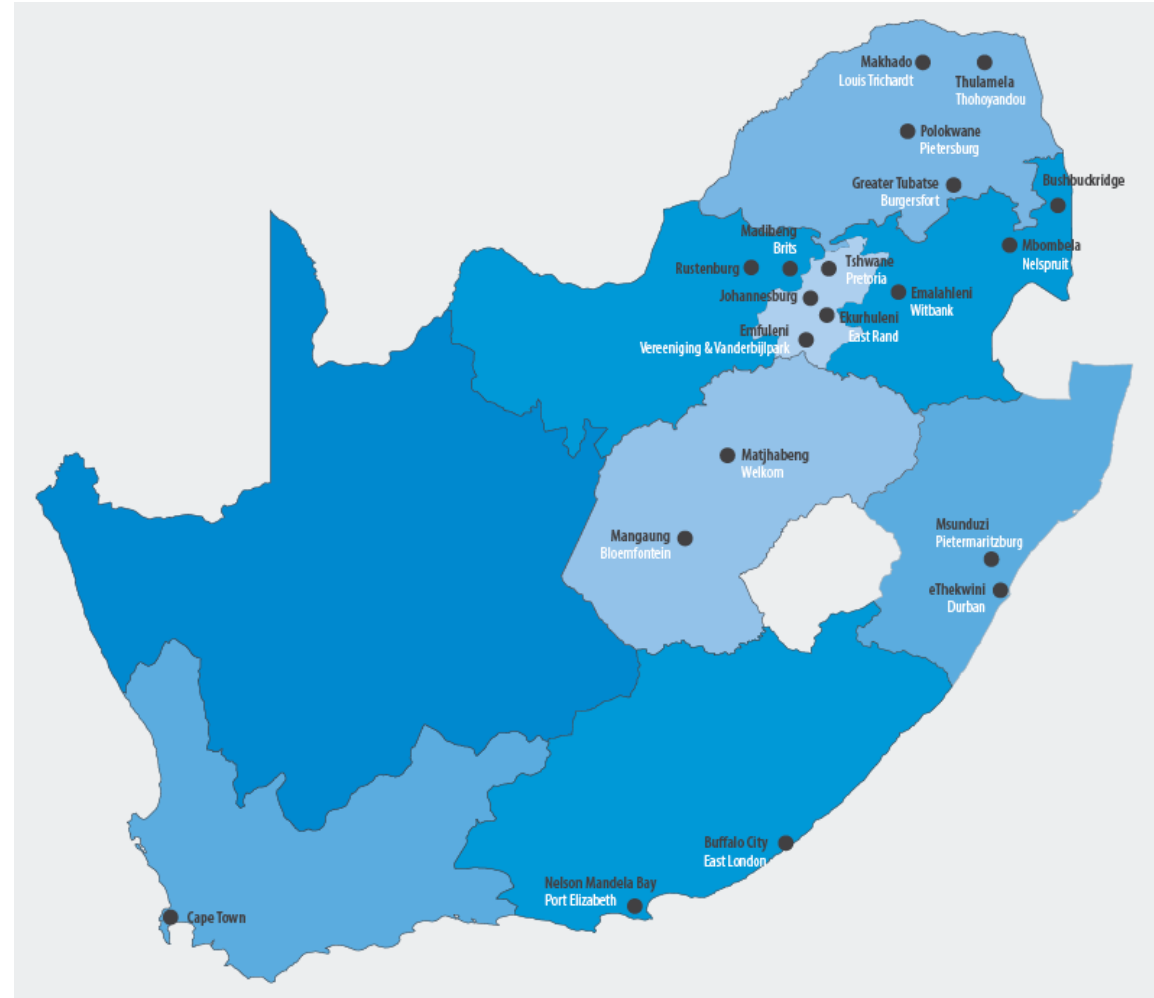 Makhado
Louis Trichardt
Thulamela
Thohoyandou
Polokwane
Pietersburg
Greater Tubatse
Burgersfort
Bushbuckridge
Madibeng
Brits
Mbombela
Nelspruit
Rustenburg
Tshwane
Pretoria
Johannesburg
Emalahleni
Witbank
Ekurhuleni
East Rand
Emfuleni
Vereeniging & Vanderbijlpark
Matjhabeng
Welkom
Mangaung
Bloemfontein
Msunduzi
Pietermaritzburg
eThekwini
Durban
Buffalo City
East London
Nelson Mandela Bay
Port Elizabeth
Cape Town